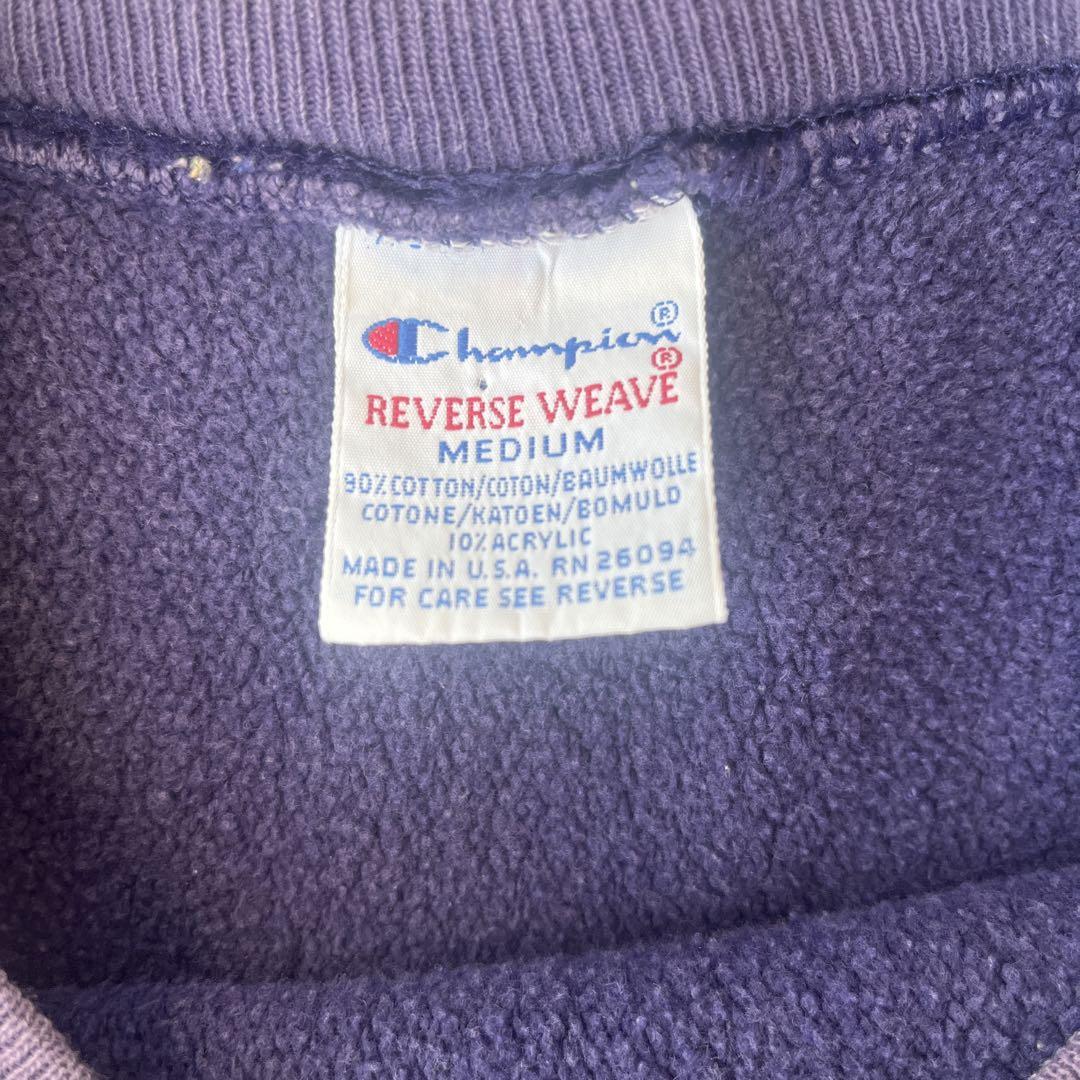 Champion®
REVERSE WEAVE®
MEDIUM
90% COTTON/COTON/BAUMWOLLE
COTONE/KATOEN/BOMULD
10% ACRYLIC
MADE IN U.S.A. RN 26094
FOR CARE SEE REVERSE